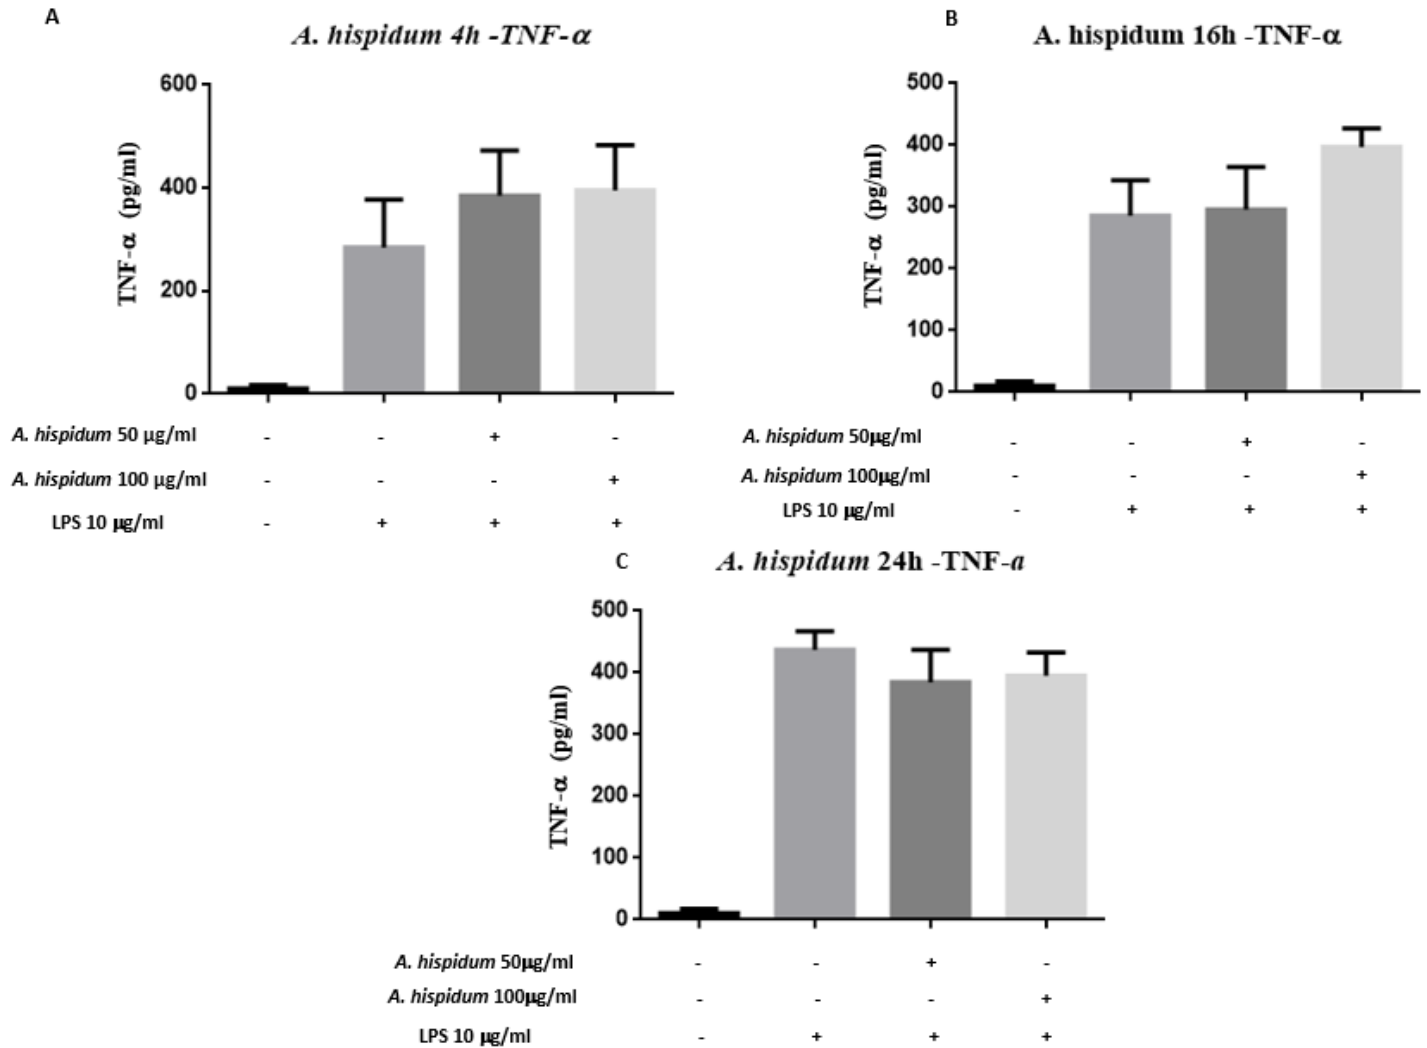 A
A. hispidum 4h -TNF-α
600
400
200
0
TNF-α (pg/ml)
A. hispidum 50 µg/ml - - + -
A. hispidum 100 µg/ml - - - +
LPS 10 µg/ml - + + +
B
A. hispidum 16h -TNF-α
500
400
300
200
100
0
TNF-α (pg/ml)
A. hispidum 50µg/ml - - + -
A. hispidum 100µg/ml - - - +
LPS 10 µg/ml - + + +
C
A. hispidum 24h -TNF-a
500
400
300
200
100
0
TNF-α (pg/ml)
A. hispidum 50µg/ml - - + -
A. hispidum 100µg/ml - - - +
LPS 10 µg/ml - + + +